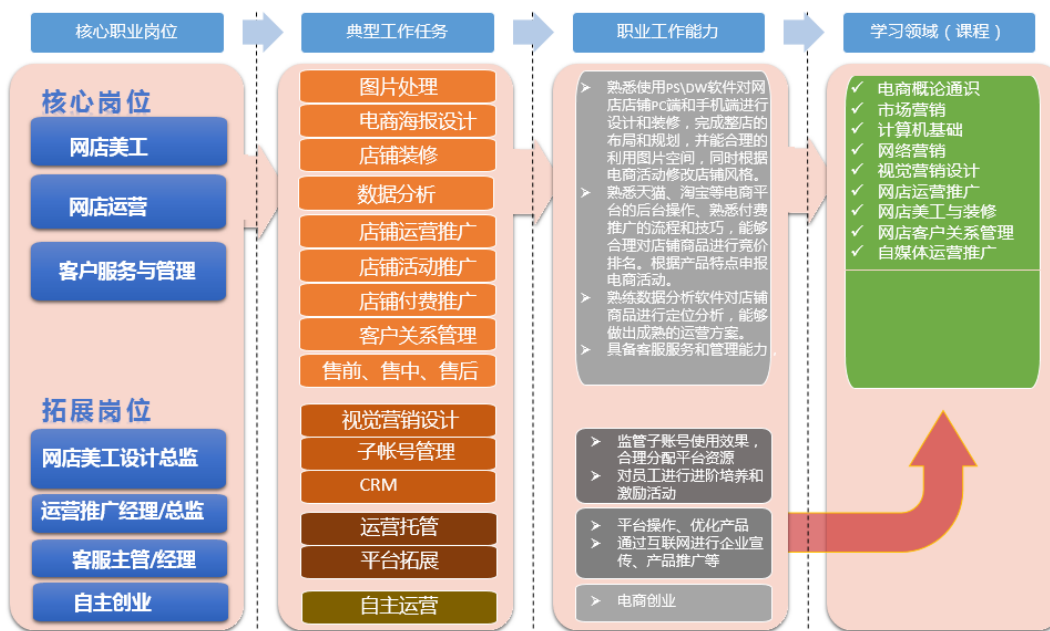 核心职业岗位
典型工作任务
职业工作能力
学习领域（课程）
核心岗位
网店美工
网店运营
客户服务与管理
拓展岗位
网店美工设计总监
运营推广经理/总监
客服主管/经理
自主创业
图片处理
电商海报设计
店铺装修
数据分析
店铺运营推广
店铺活动推广
店铺付费推广
客户关系管理
售前、售中、售后
视觉营销设计
子帐号管理
CRM
运营托管
平台拓展
自主运营
➢ 熟悉使用PS\DW软件对网
店店铺PC端和手机端进行
设计和装修，完成整店的
布局和规划，并能合理的
利用图片空间，同时根据
电商活动修改店铺风格。
➢ 熟悉天猫、淘宝等电商平
台的后台操作、熟悉付费
推广的流程和技巧，能够
合理对店铺商品进行竞价
排名。根据产品特点申报
电商活动。
➢ 熟练数据分析软件对店铺
商品进行定位分析，能够
做出成熟的运营方案。
➢ 具备客服服务和管理能力，
➢ 监管子账号使用效果，
合理分配平台资源
➢ 对员工进行进阶培养和
激励活动
➢ 平台操作、优化产品
➢ 通过互联网进行企业宣
传、产品推广等
➢ 电商创业
✓ 电商概论通识
✓ 市场营销
✓ 计算机基础
✓ 网络营销
✓ 视觉营销设计
✓ 网店运营推广
✓ 网店美工与装修
✓ 网店客户关系管理
✓ 自媒体运营推广